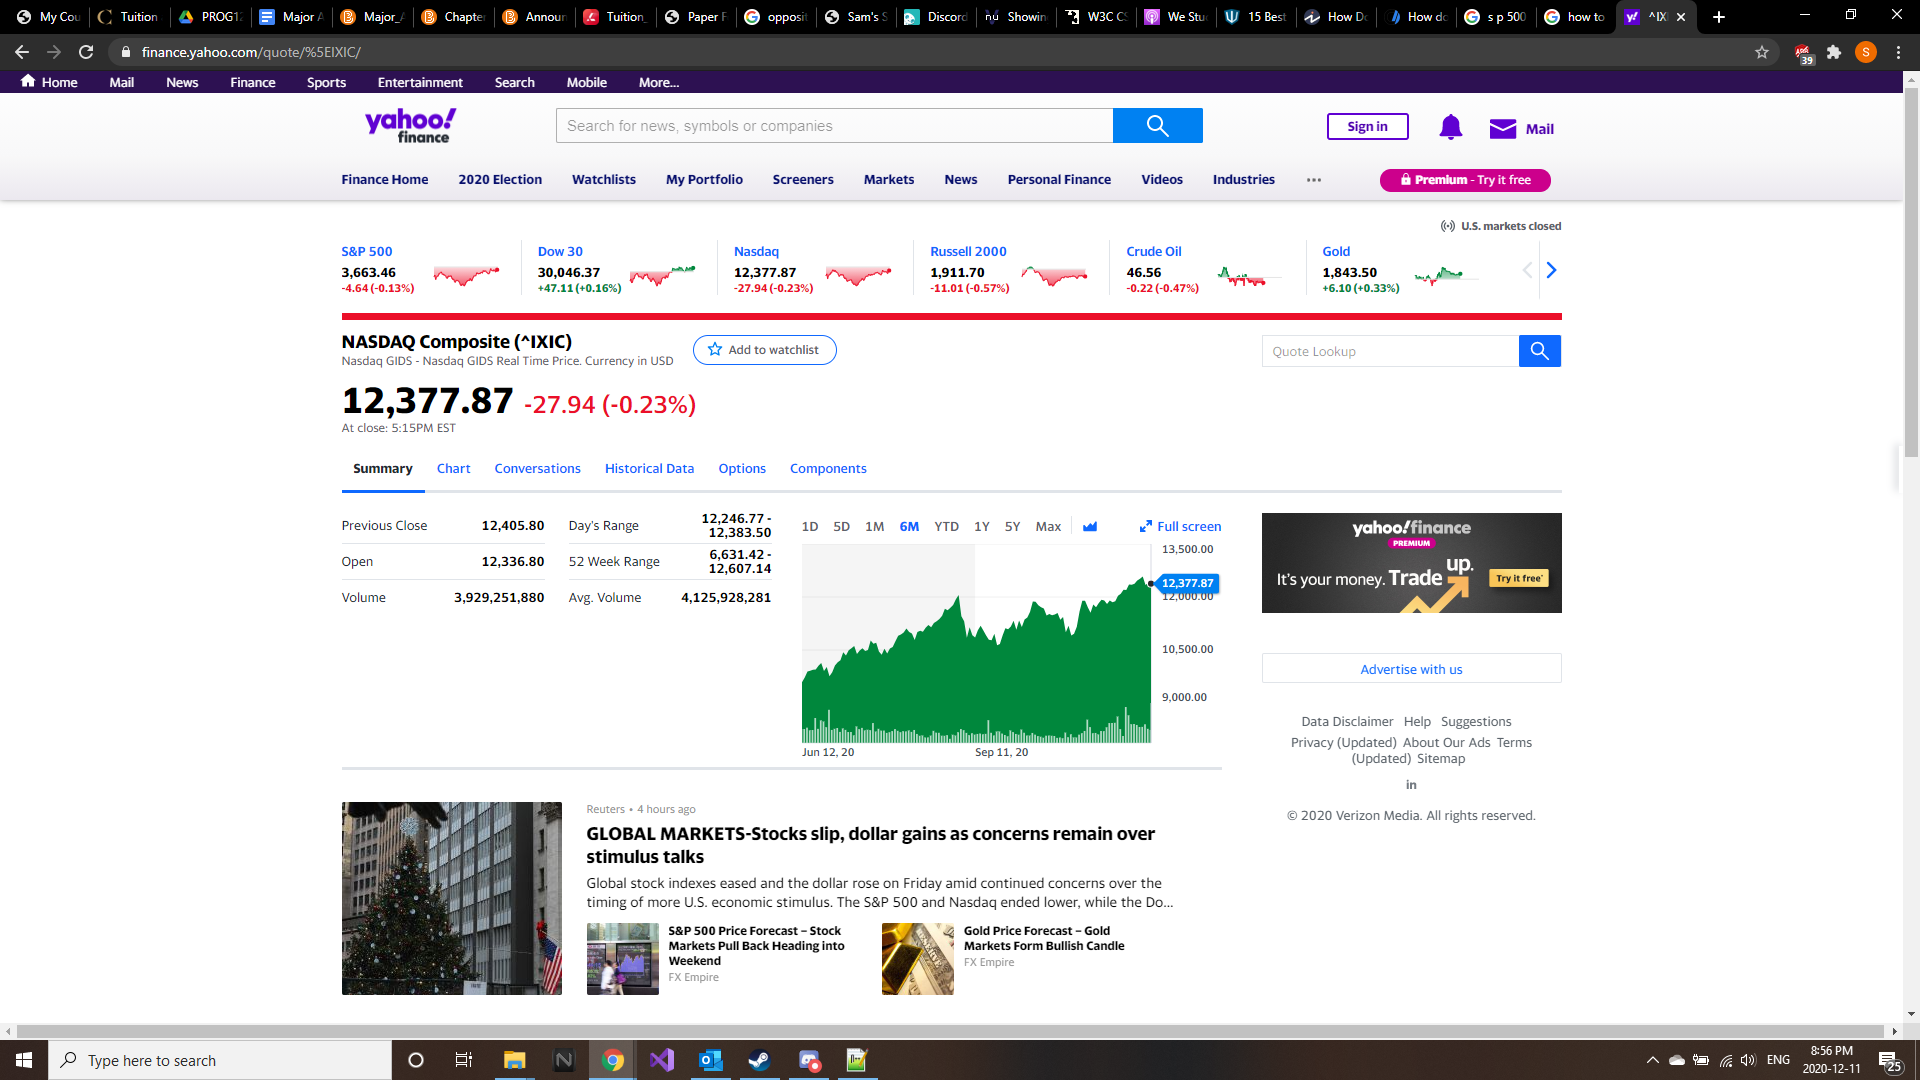 My Cou
Tuition
PROG1
Major A
Major_A
Chapter
Announ
Tuition_
Paper F
opposit
Sam's S
Discord
Showin
W3C CS
We Stu
15 Best
How Do
How do
s p 500
how to
^IXI
finance.yahoo.com/quote/%5EIXIC/
39
S
Home
Mail
News
Finance
Sports
Entertainment
Search
Mobile
More...
yahoo!
finance
Search for news, symbols or companies
Sign in
Mail
Finance Home
2020 Election
Watchlists
My Portfolio
Screeners
Markets
News
Personal Finance
Videos
Industries
Premium - Try it free
U.S. markets closed
S&P 500
3,663.46
-4.64 (-0.13%)
Dow 30
30,046.37
+47.11 (+0.16%)
Nasdaq
12,377.87
-27.94 (-0.23%)
Russell 2000
1,911.70
-11.01 (-0.57%)
Crude Oil
46.56
-0.22 (-0.47%)
Gold
1,843.50
+6.10 (+0.33%)
NASDAQ Composite (^IXIC)
Nasdaq GIDS - Nasdaq GIDS Real Time Price. Currency in USD
Add to watchlist
Quote Lookup
12,377.87 -27.94 (-0.23%)
At close: 5:15PM EST
Summary
Chart
Conversations
Historical Data
Options
Components
Previous Close 12,405.80
Open 12,336.80
Volume 3,929,251,880
Day's Range 12,246.77 -
12,383.50
52 Week Range 6,631.42 -
12,607.14
Avg. Volume 4,125,928,281
1D 5D 1M 6M YTD 1Y 5Y Max
Full screen
13,500.00
12,377.87
12,000.00
10,500.00
9,000.00
Jun 12, 20
Sep 11, 20
yahoo!finance
PREMIUM
It's your money. Trade up.
Try it free*
Advertise with us
Data Disclaimer Help Suggestions
Privacy (Updated) About Our Ads Terms
(Updated) Sitemap
in
© 2020 Verizon Media. All rights reserved.
Reuters • 4 hours ago
GLOBAL MARKETS-Stocks slip, dollar gains as concerns remain over
stimulus talks
Global stock indexes eased and the dollar rose on Friday amid continued concerns over the
timing of more U.S. economic stimulus. The S&P 500 and Nasdaq ended lower, while the Do...
S&P 500 Price Forecast – Stock
Markets Pull Back Heading into
Weekend
FX Empire
Gold Price Forecast – Gold
Markets Form Bullish Candle
FX Empire
Type here to search
ENG
8:56 PM
2020-12-11
25